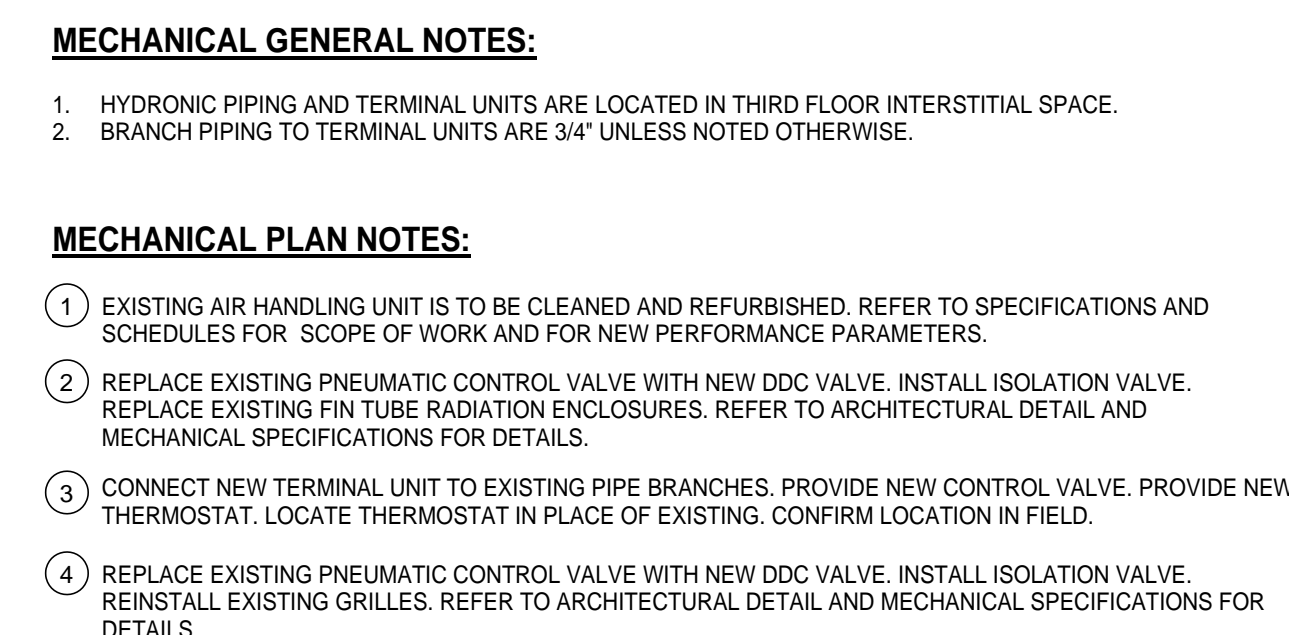 MECHANICAL GENERAL NOTES:
1. HYDRONIC PIPING AND TERMINAL UNITS ARE LOCATED IN THIRD FLOOR INTERSTITIAL SPACE.
2. BRANCH PIPING TO TERMINAL UNITS ARE 3/4" UNLESS NOTED OTHERWISE.
MECHANICAL PLAN NOTES:
1 EXISTING AIR HANDLING UNIT IS TO BE CLEANED AND REFURBISHED. REFER TO SPECIFICATIONS AND
SCHEDULES FOR SCOPE OF WORK AND FOR NEW PERFORMANCE PARAMETERS.
2 REPLACE EXISTING PNEUMATIC CONTROL VALVE WITH NEW DDC VALVE. INSTALL ISOLATION VALVE.
REPLACE EXISTING FIN TUBE RADIATION ENCLOSURES. REFER TO ARCHITECTURAL DETAIL AND
MECHANICAL SPECIFICATIONS FOR DETAILS.
3 CONNECT NEW TERMINAL UNIT TO EXISTING PIPE BRANCHES. PROVIDE NEW CONTROL VALVE. PROVIDE NEW
THERMOSTAT. LOCATE THERMOSTAT IN PLACE OF EXISTING. CONFIRM LOCATION IN FIELD.
4 REPLACE EXISTING PNEUMATIC CONTROL VALVE WITH NEW DDC VALVE. INSTALL ISOLATION VALVE.
REINSTALL EXISTING GRILLES. REFER TO ARCHITECTURAL DETAIL AND MECHANICAL SPECIFICATIONS FOR
DETAILS